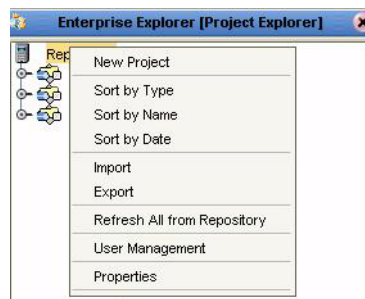 Enterprise Explorer [Project Explorer]
Rep
New Project
Sort by Type
Sort by Name
Sort by Date
Import
Export
Refresh All from Repository
User Management
Properties